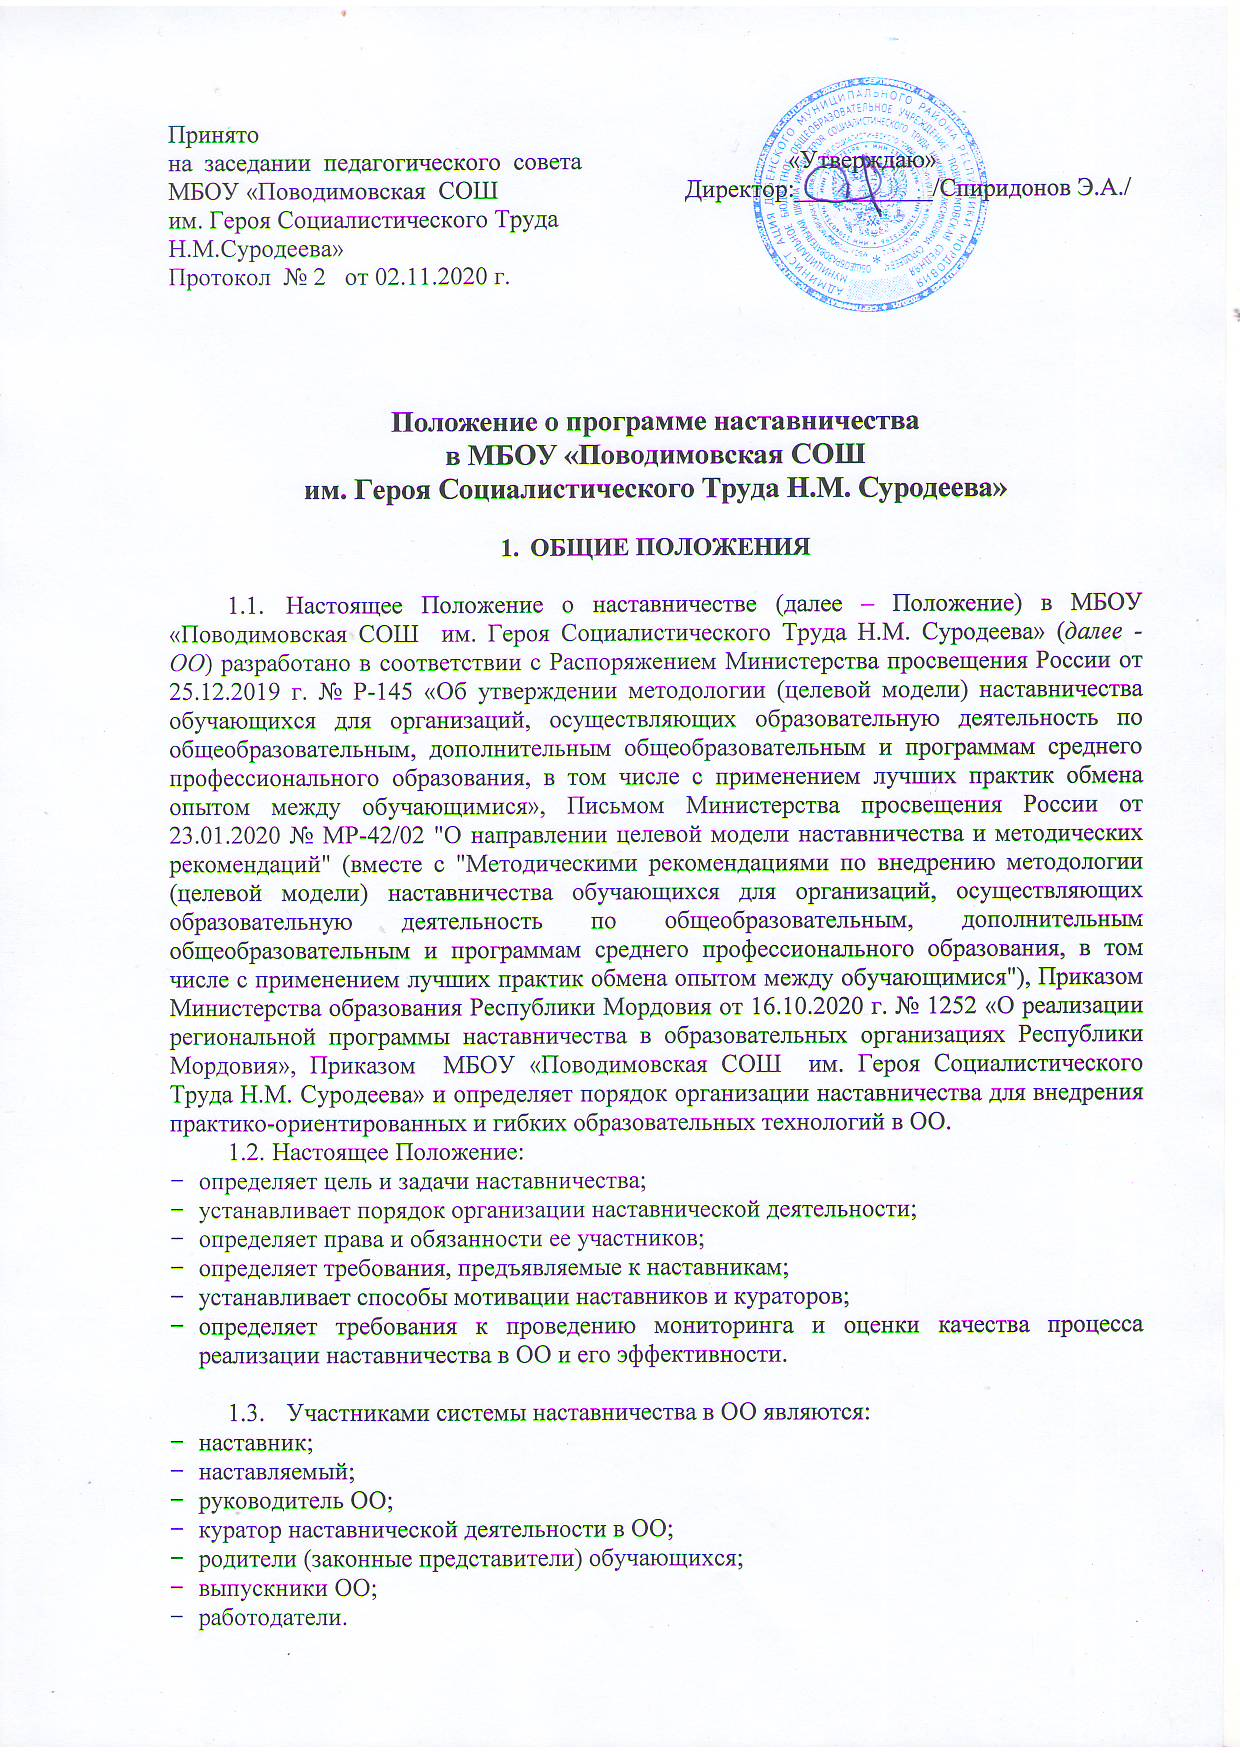 Принято
на заседании педагогического совета
МБОУ «Поводимовская СОШ
им. Героя Социалистического Труда
Н.М.Суродеева»
Протокол № 2 от 02.11.2020 г.
«Утверждаю»
Директор: /Спиридонов Э.А./
Положение о программе наставничества
в МБОУ «Поводимовская СОШ
им. Героя Социалистического Труда Н.М. Суродеева»
1. ОБЩИЕ ПОЛОЖЕНИЯ
1.1. Настоящее Положение о наставничестве (далее – Положение) в МБОУ
«Поводимовская СОШ им. Героя Социалистического Труда Н.М. Суродеева» (далее -
ОО) разработано в соответствии с Распоряжением Министерства просвещения России от
25.12.2019 г. № Р-145 «Об утверждении методологии (целевой модели) наставничества
обучающихся для организаций, осуществляющих образовательную деятельность по
общеобразовательным, дополнительным общеобразовательным и программам среднего
профессионального образования, в том числе с применением лучших практик обмена
опытом между обучающимися», Письмом Министерства просвещения России от
23.01.2020 № МР-42/02 "О направлении целевой модели наставничества и методических
рекомендаций" (вместе с "Методическими рекомендациями по внедрению методологии
(целевой модели) наставничества обучающихся для организаций, осуществляющих
образовательную деятельность по общеобразовательным, дополнительным
общеобразовательным и программам среднего профессионального образования, в том
числе с применением лучших практик обмена опытом между обучающимися"), Приказом
Министерства образования Республики Мордовия от 16.10.2020 г. № 1252 «О реализации
региональной программы наставничества в образовательных организациях Республики
Мордовия», Приказом МБОУ «Поводимовская СОШ им. Героя Социалистического
Труда Н.М. Суродеева» и определяет порядок организации наставничества для внедрения
практико-ориентированных и гибких образовательных технологий в ОО.
1.2. Настоящее Положение:
− определяет цель и задачи наставничества;
− устанавливает порядок организации наставнической деятельности;
− определяет права и обязанности ее участников;
− определяет требования, предъявляемые к наставникам;
− устанавливает способы мотивации наставников и кураторов;
− определяет требования к проведению мониторинга и оценки качества процесса
реализации наставничества в ОО и его эффективности.
1.3. Участниками системы наставничества в ОО являются:
− наставник;
− наставляемый;
− руководитель ОО;
− куратор наставнической деятельности в ОО;
− родители (законные представители) обучающихся;
− выпускники ОО;
− работодатели.